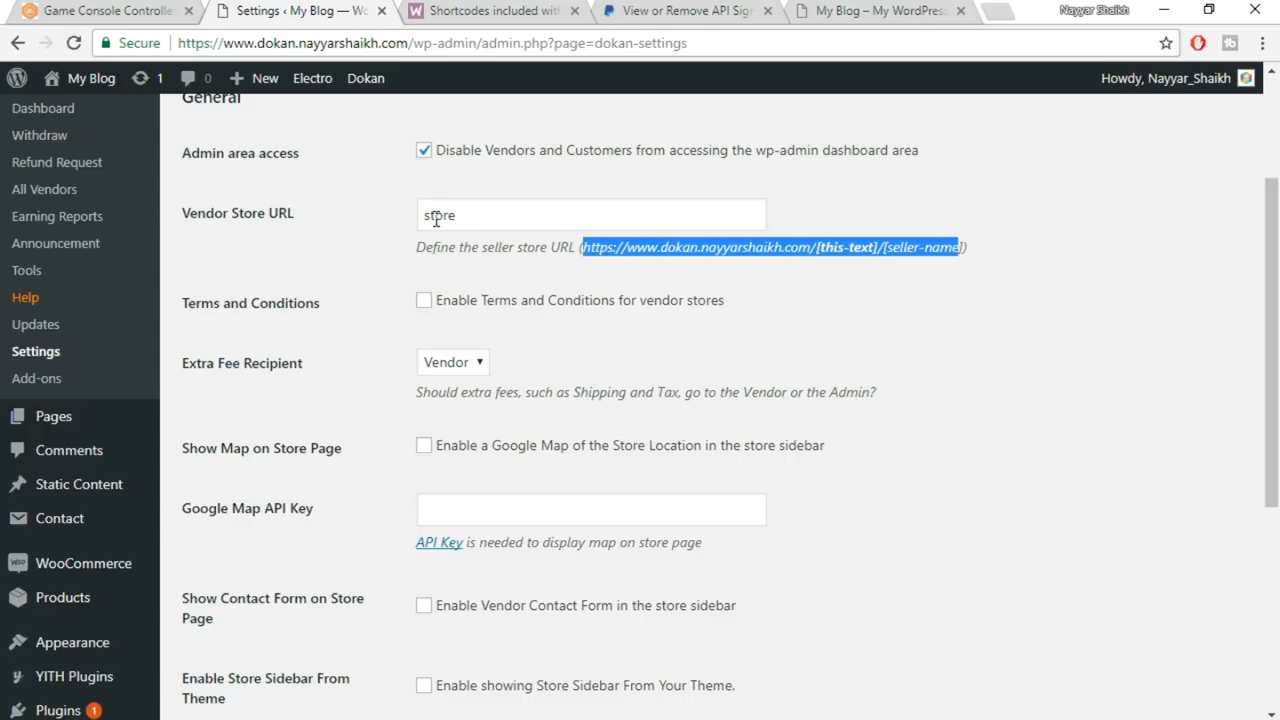 Game Console Controlle
Settings ‹ My Blog — Wo
Shortcodes included with
View or Remove API Sig
My Blog – My WordPress
Nayyar Shaikh
Secure
https://www.dokan.nayyarshaikh.com/wp-admin/admin.php?page=dokan-settings
My Blog
1
0
New
Electro
Dokan
Howdy, Nayyar_Shaikh
Dashboard
Withdraw
Refund Request
All Vendors
Earning Reports
Announcement
Tools
Help
Updates
Settings
Add-ons
Pages
Comments
Static Content
Contact
WooCommerce
Products
Appearance
YITH Plugins
Plugins 1
General
Admin area access
Disable Vendors and Customers from accessing the wp-admin dashboard area
Vendor Store URL
store
Define the seller store URL (https://www.dokan.nayyarshaikh.com/[this-text]/[seller-name])
Terms and Conditions
Enable Terms and Conditions for vendor stores
Extra Fee Recipient
Vendor
Should extra fees, such as Shipping and Tax, go to the Vendor or the Admin?
Show Map on Store Page
Enable a Google Map of the Store Location in the store sidebar
Google Map API Key
API Key is needed to display map on store page
Show Contact Form on Store
Page
Enable Vendor Contact Form in the store sidebar
Enable Store Sidebar From
Theme
Enable showing Store Sidebar From Your Theme.